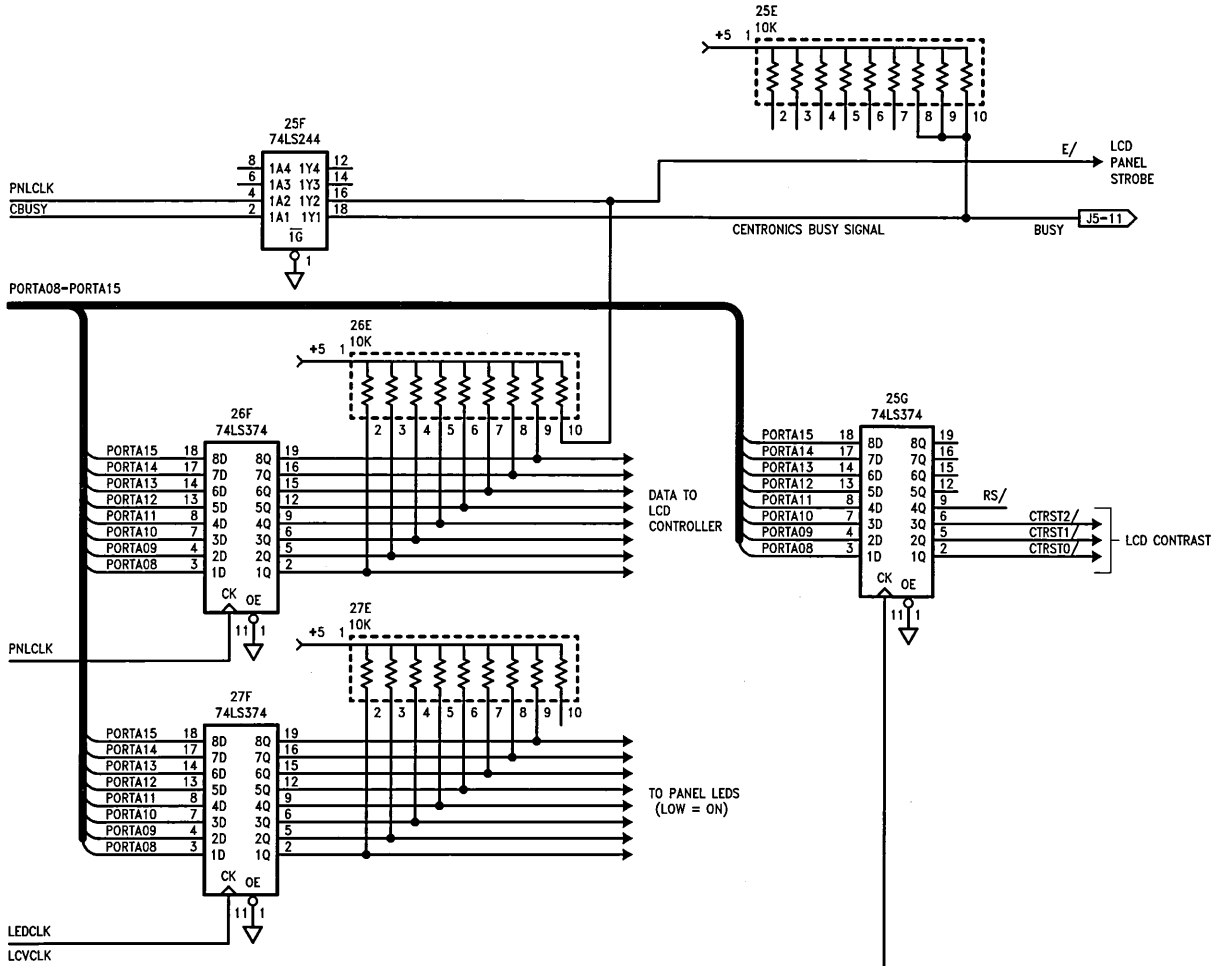 25E
10K
+5 1
2 3 4 5 6 7 8 9 10
25F
74LS244
8 1A4 1Y4 12
6 1A3 1Y3 14
PNLCLK 4 1A2 1Y2 16
CBUSY 2 1A1 1Y1 18
1G
1
E/
LCD
PANEL
STROBE
CENTRONICS BUSY SIGNAL
BUSY
J5-11
PORTA08-PORTA15
26E
10K
+5 1
2 3 4 5 6 7 8 9 10
26F
74LS374
PORTA15 18 8D 8Q 19
PORTA14 17 7D 7Q 16
PORTA13 14 6D 6Q 15
PORTA12 13 5D 5Q 12
PORTA11 8 4D 4Q 9
PORTA10 7 3D 3Q 6
PORTA09 4 2D 2Q 5
PORTA08 3 1D 1Q 2
CK OE
11 1
PNLCLK
DATA TO
LCD
CONTROLLER
25G
74LS374
PORTA15 18 8D 8Q 19
PORTA14 17 7D 7Q 16
PORTA13 14 6D 6Q 15
PORTA12 13 5D 5Q 12
PORTA11 8 4D 4Q 9 RS/
PORTA10 7 3D 3Q 6 CTRST2/
PORTA09 4 2D 2Q 5 CTRST1/
PORTA08 3 1D 1Q 2 CTRST0/
CK OE
11 1
LCD CONTRAST
27E
10K
+5 1
2 3 4 5 6 7 8 9 10
27F
74LS374
PORTA15 18 8D 8Q 19
PORTA14 17 7D 7Q 16
PORTA13 14 6D 6Q 15
PORTA12 13 5D 5Q 12
PORTA11 8 4D 4Q 9
PORTA10 7 3D 3Q 6
PORTA09 4 2D 2Q 5
PORTA08 3 1D 1Q 2
CK OE
11 1
TO PANEL LEDS
(LOW = ON)
LEDCLK
LCVCLK